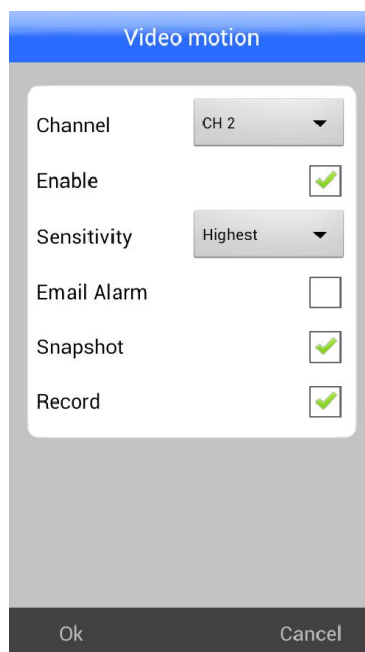 Video motion
Channel CH 2
Enable
Sensitivity Highest
Email Alarm
Snapshot
Record
Ok Cancel